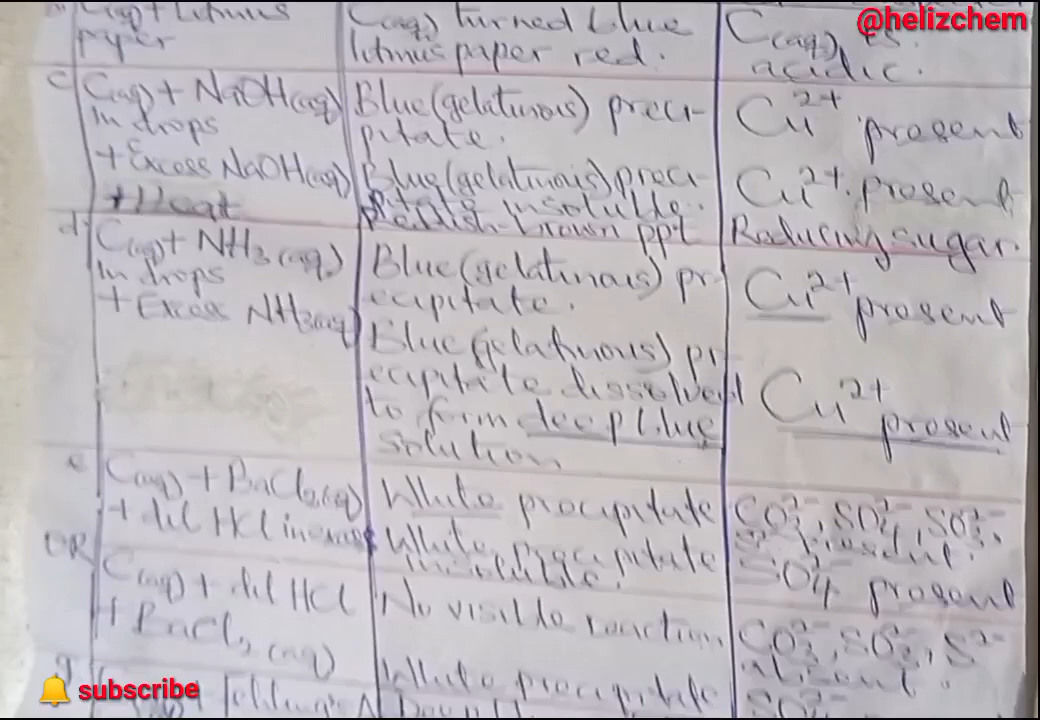 @helizchem
C(aq) + Litmus
paper
C(aq) turned blue
litmus paper red.
C(aq) is
acidic.
c
C(aq) + NaOH(aq)
In drops
+ Excess NaOH(aq)
+ Heat
Blue (gelatinous) preci-
pitate.
Blue (gelatinous) preci-
pitate insoluble.
Reddish-brown ppt
Cu²⁺ present
Cu²⁺ present
Reducing sugar.
d
C(aq) + NH₃(aq)
In drops
+ Excess NH₃(aq)
Blue (gelatinous) pr-
ecipitate.
Blue (gelatinous) pr-
ecipitate dissolved
to form deep blue
solution
Cu²⁺ present
Cu²⁺
present
e
C(aq) + BaCl₂(aq)
+ dil HCl in excess
White precipitate
White precipitate
insoluble.
CO₃²⁻, SO₄²⁻, SO₃²⁻,
S²⁻ present.
SO₄²⁻ present
OR
C(aq) + dil HCl
+ BaCl₂(aq)
No visible reaction
White precipitate
CO₃²⁻, SO₃²⁻, S²⁻
absent.
SO₄²⁻
g
subscribe